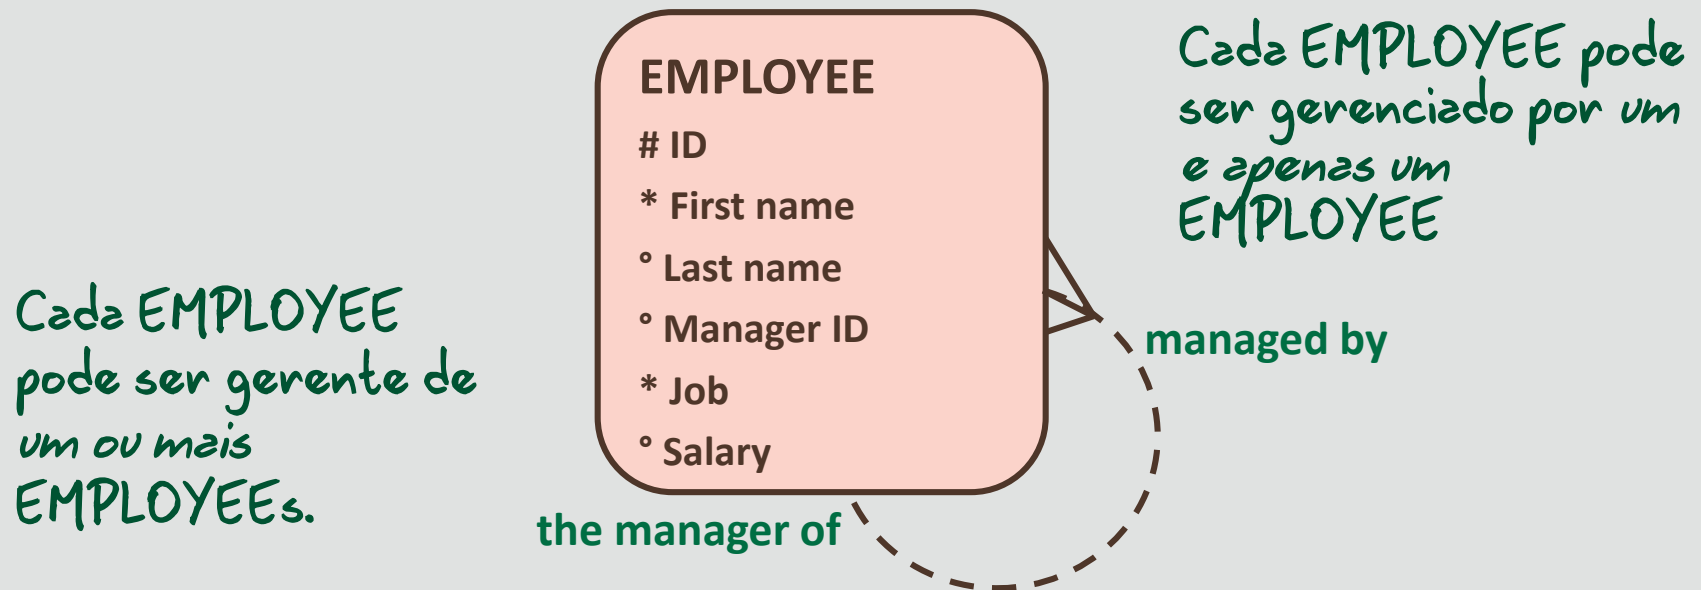 EMPLOYEE
# ID
* First name
° Last name
° Manager ID
* Job
° Salary
Cada EMPLOYEE pode
ser gerenciado por um
e apenas um
EMPLOYEE
managed by
Cada EMPLOYEE
pode ser gerente de
um ou mais
EMPLOYEEs.
the manager of